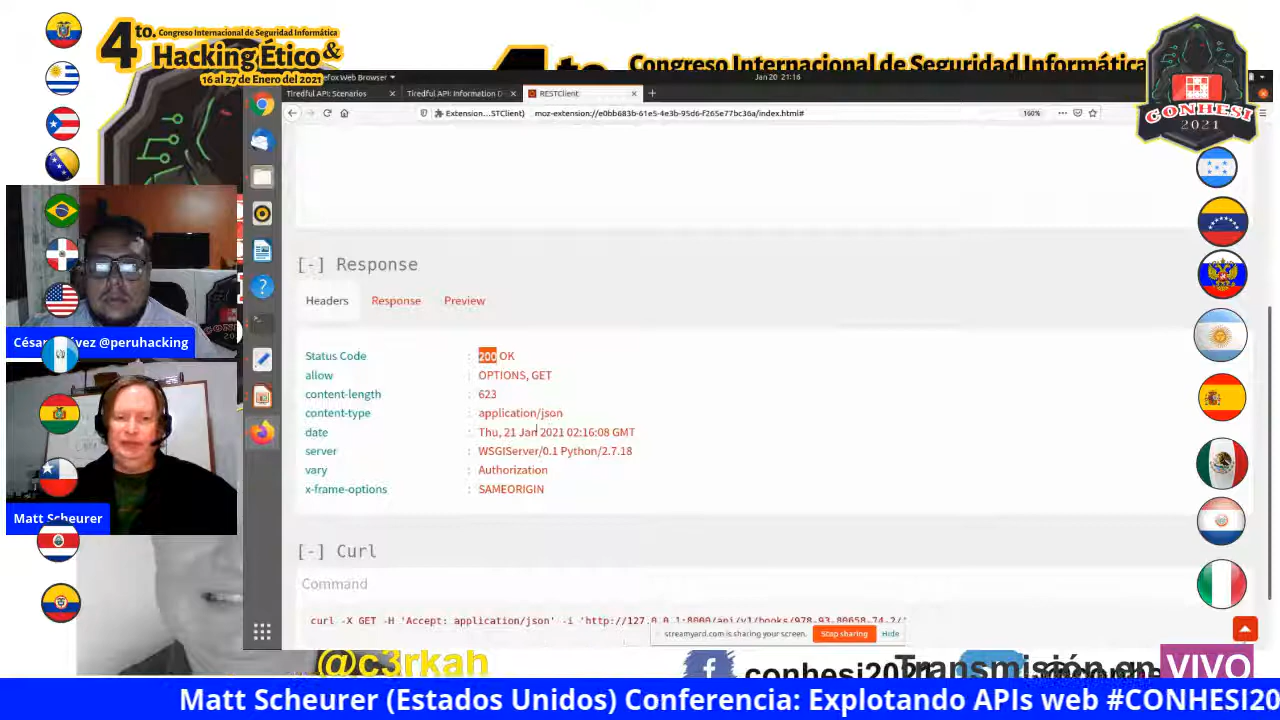 4to. Congreso Internacional de Seguridad Informática
Hacking Ético &
16 al 27 de Enero del 2021
Congreso Internacional de Seguridad Informática
CONHESI
2021
Firefox Web Browser
Jan 20 21:16
Tiredful API: Scenarios
Tiredful API: Information D
RESTClient
Extension (...STClient)
moz-extension://e0bb683b-61e5-4e3b-95d6-f265e77bc36a/index.html#
160%
[-] Response
Headers
Response
Preview
Status Code : 200 OK
allow : OPTIONS, GET
content-length : 623
content-type : application/json
date : Thu, 21 Jan 2021 02:16:08 GMT
server : WSGIServer/0.1 Python/2.7.18
vary : Authorization
x-frame-options : SAMEORIGIN
[-] Curl
Command
curl -X GET -H 'Accept: application/json' -i 'http://127.0.0.1:8000/api/v1/books/978-93-80658-74-2/'
streamyard.com is sharing your screen.
Stop sharing
Hide
@peruhacking
Matt Scheurer
@c3rkah
conhesi2021
Transmisión en VIVO
Matt Scheurer (Estados Unidos) Conferencia: Explotando APIs web #CONHESI20